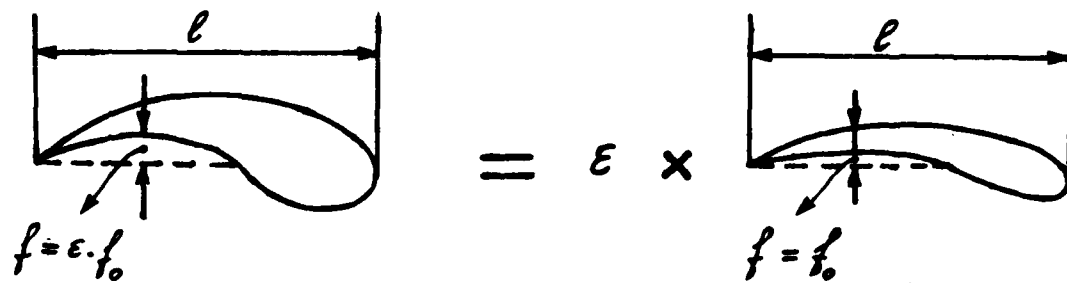 ℓ
ℓ
= ε ×
f = ε·f₀
f = f₀